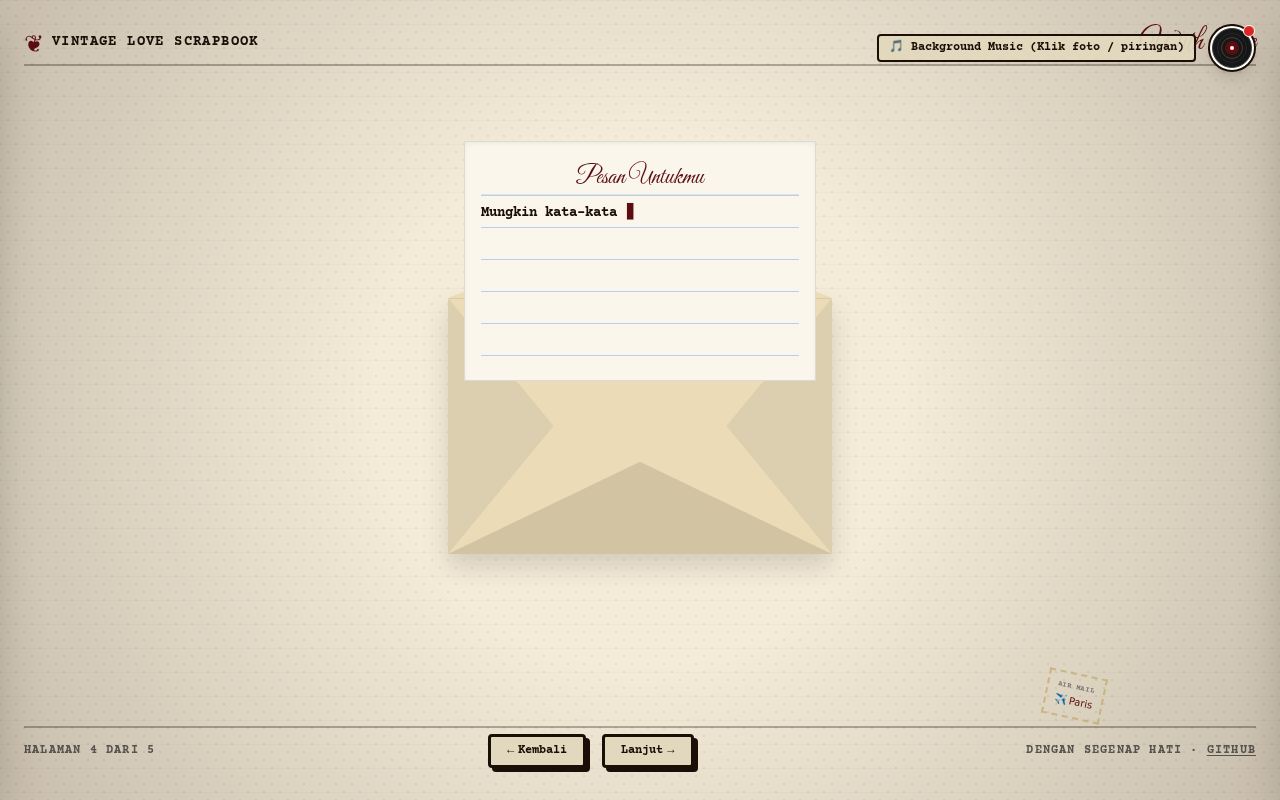 VINTAGE LOVE SCRAPBOOK
🎵 Background Music (Klik foto / piringan)
Pesan Untukmu
Mungkin kata-kata
AIR MAIL
✈️ Paris
HALAMAN 4 DARI 5
← Kembali
Lanjut →
DENGAN SEGENAP HATI · GITHUB